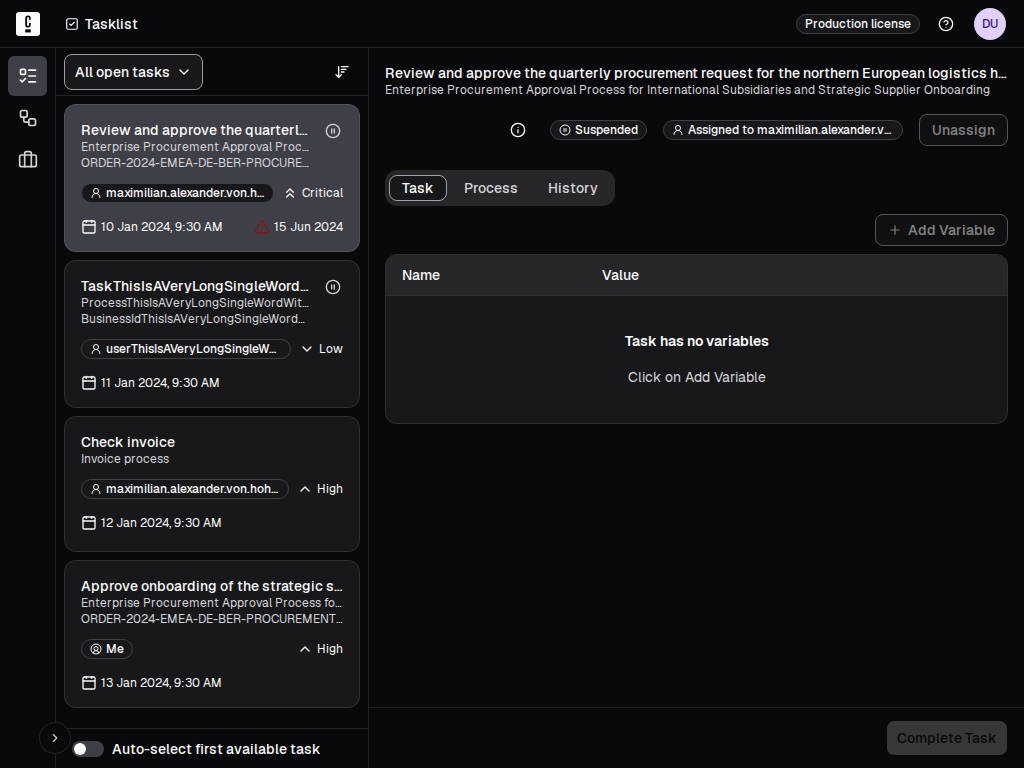 Tasklist
Production license
DU
All open tasks
Review and approve the quarterl...
Enterprise Procurement Approval Proc...
ORDER-2024-EMEA-DE-BER-PROCURE...
maximilian.alexander.von.h...
Critical
10 Jan 2024, 9:30 AM
15 Jun 2024
TaskThisIsAVeryLongSingleWord...
ProcessThisIsAVeryLongSingleWordWit...
BusinessIdThisIsAVeryLongSingleWord...
userThisIsAVeryLongSingleW...
Low
11 Jan 2024, 9:30 AM
Check invoice
Invoice process
maximilian.alexander.von.hoh...
High
12 Jan 2024, 9:30 AM
Approve onboarding of the strategic s...
Enterprise Procurement Approval Process fo...
ORDER-2024-EMEA-DE-BER-PROCUREMENT...
Me
High
13 Jan 2024, 9:30 AM
Auto-select first available task
Review and approve the quarterly procurement request for the northern European logistics h...
Enterprise Procurement Approval Process for International Subsidiaries and Strategic Supplier Onboarding
Suspended
Assigned to maximilian.alexander.v...
Unassign
Task
Process
History
Add Variable
Name
Value
Task has no variables
Click on Add Variable
Complete Task